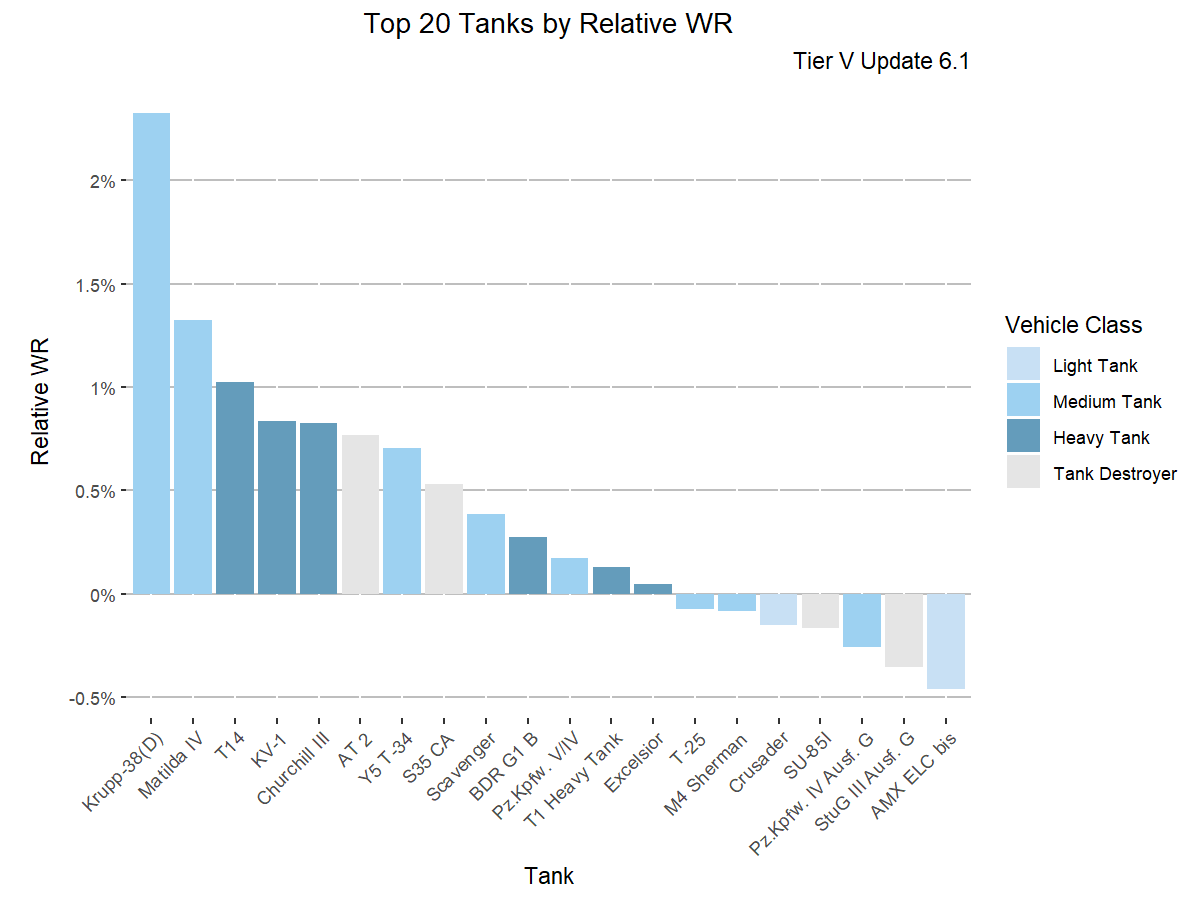 Top 20 Tanks by Relative WR
Tier V Update 6.1
2%
1.5%
1%
0.5%
0%
-0.5%
Relative WR
Krupp-38(D)
Matilda IV
T14
KV-1
Churchill III
AT 2
Y5 T-34
S35 CA
Scavenger
BDR G1 B
Pz.Kpfw. V/IV
T1 Heavy Tank
Excelsior
T-25
M4 Sherman
Crusader
SU-85I
Pz.Kpfw. IV Ausf. G
StuG III Ausf. G
AMX ELC bis
Tank
Vehicle Class
Light Tank
Medium Tank
Heavy Tank
Tank Destroyer